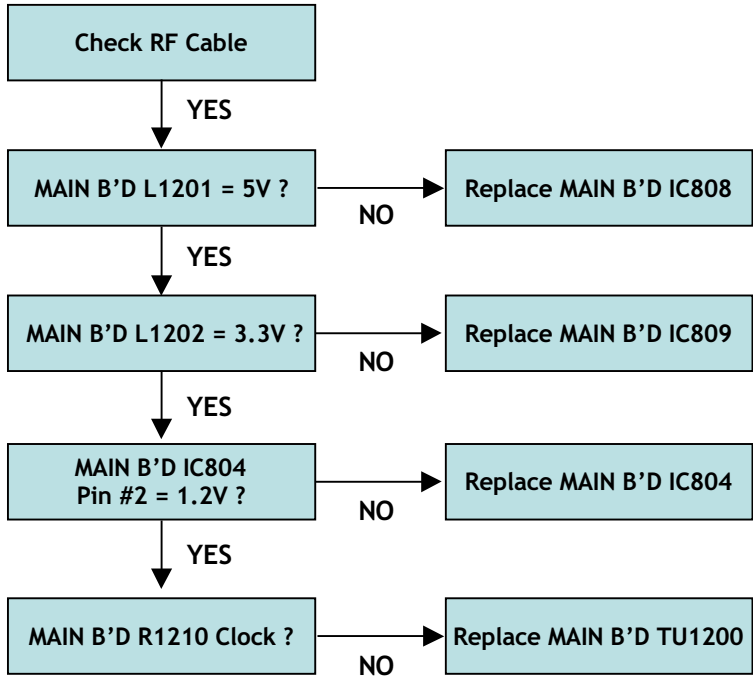 Check RF Cable
YES
MAIN B’D L1201 = 5V ?
NO
Replace MAIN B’D IC808
YES
MAIN B’D L1202 = 3.3V ?
NO
Replace MAIN B’D IC809
YES
MAIN B’D IC804
Pin #2 = 1.2V ?
NO
Replace MAIN B’D IC804
YES
MAIN B’D R1210 Clock ?
NO
Replace MAIN B’D TU1200